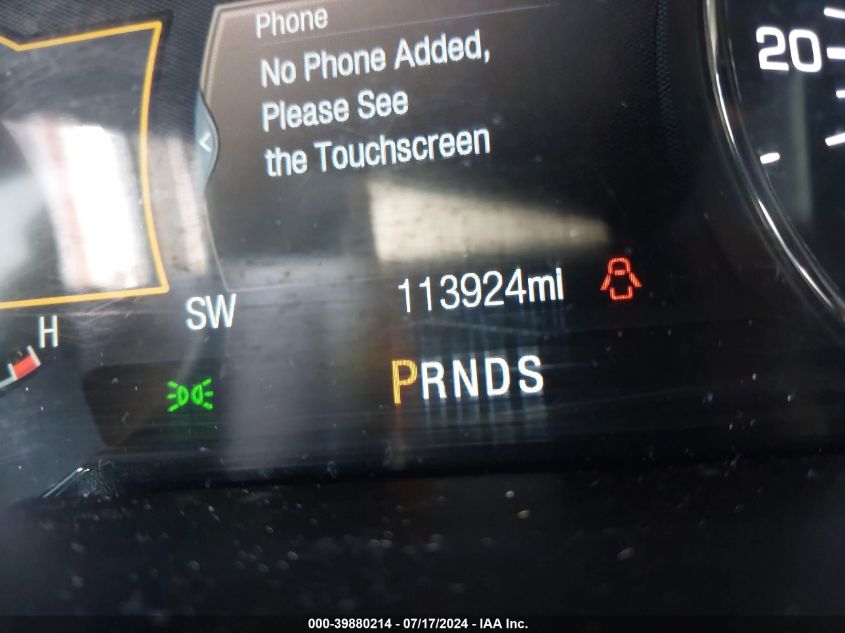 Phone
No Phone Added,
Please See
the Touchscreen
20
<
SW
113924mi
H
PRNDS
000-39880214 - 07/17/2024 - IAA Inc.